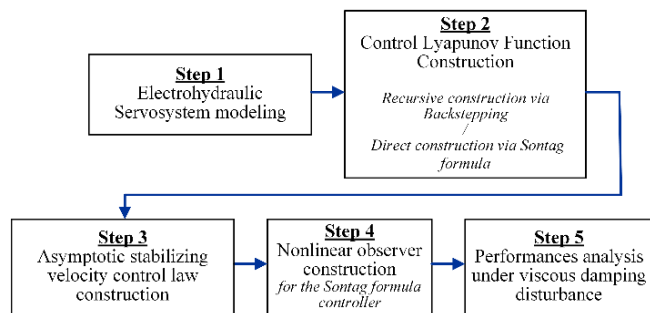 Step 1
Electrohydraulic
Servosystem modeling
Step 2
Control Lyapunov Function
Construction
Recursive construction via
Backstepping
/
Direct construction via Sontag
formula
Step 3
Asymptotic stabilizing
velocity control law
construction
Step 4
Nonlinear observer
construction
for the Sontag formula
controller
Step 5
Performances analysis
under viscous damping
disturbance